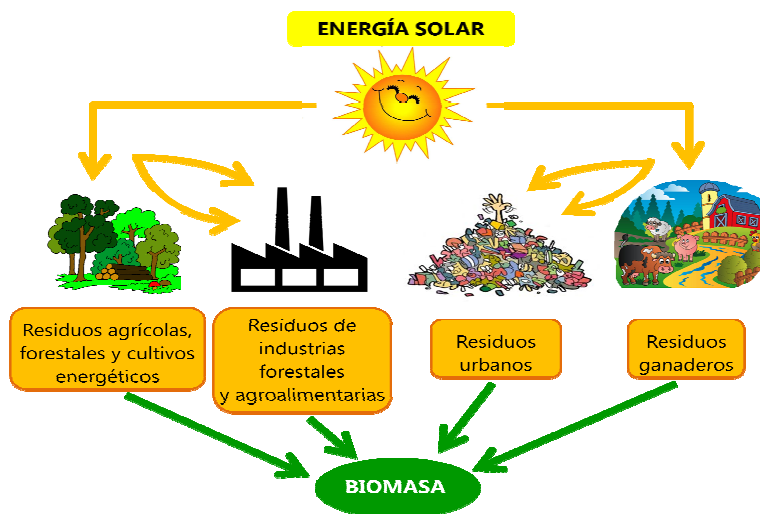 ENERGÍA SOLAR
Residuos agrícolas,
forestales y cultivos
energéticos
Residuos de
industrias
forestales
y agroalimentarias
Residuos
urbanos
Residuos
ganaderos
BIOMASA